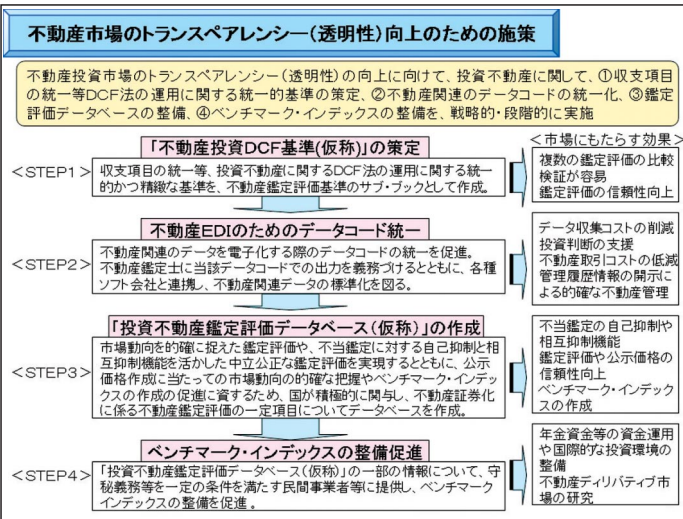 不動産市場のトランスペアレンシー(透明性)向上のための施策
不動産投資市場のトランスペアレンシー(透明性)の向上に向けて、投資不動産に関して、①収支項目
の統一等DCF法の運用に関する統一的基準の策定、②不動産関連のデータコードの統一化、③鑑定
評価データベースの整備、④ベンチマーク・インデックスの整備を、戦略的・段階的に実施
＜市場にもたらす効果＞
「不動産投資DCF基準(仮称)」の策定
＜STEP1＞
収支項目の統一等、投資不動産に関するDCF法の運用に関する統一
的かつ精緻な基準を、不動産鑑定評価基準のサブ・ブックとして作成。
複数の鑑定評価の比較
検証が容易
鑑定評価の信頼性向上
不動産EDIのためのデータコード統一
＜STEP2＞
不動産関連のデータを電子化する際のデータコードの統一を促進。
不動産鑑定士に当該データコードでの出力を義務づけるとともに、各種
ソフト会社と連携し、不動産関連データの標準化を図る。
データ収集コストの削減
投資判断の支援
不動産取引コストの低減
管理履歴情報の開示に
よる的確な不動産管理
「投資不動産鑑定評価データベース(仮称)」の作成
＜STEP3＞
市場動向を的確に捉えた鑑定評価や、不当鑑定に対する自己抑制と相
互抑制機能を活かした中立公正な鑑定評価を実現するとともに、公示
価格作成に当たっての市場動向の的確な把握やベンチマーク・インデッ
クスの作成の促進に資するため、国が積極的に関与し、不動産証券化
に係る不動産鑑定評価の一定項目についてデータベースを作成。
不当鑑定の自己抑制や
相互抑制機能
鑑定評価や公示価格の
信頼性向上
ベンチマーク・インデック
スの作成
ベンチマーク・インデックスの整備促進
＜STEP4＞
「投資不動産鑑定評価データベース(仮称)」の一部の情報について、守
秘義務等を一定の条件を満たす民間事業者等に提供し、ベンチマーク
インデックスの整備を促進。
年金資金等の資金運用
や国際的な投資環境の
整備
不動産ディリバティブ市
場の研究